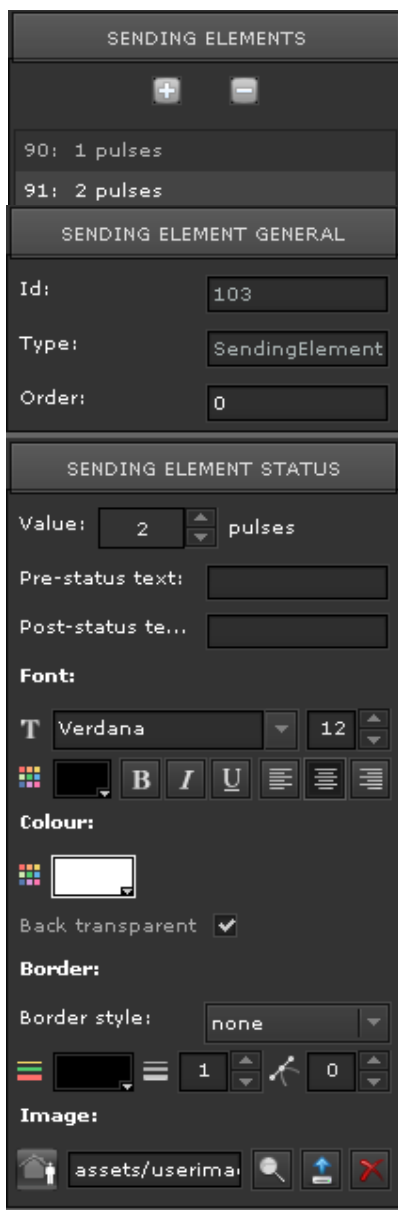 SENDING ELEMENTS
90: 1 pulses
91: 2 pulses
SENDING ELEMENT GENERAL
Id: 103
Type: SendingElement
Order: 0
SENDING ELEMENT STATUS
Value: 2 pulses
Pre-status text:
Post-status te...
Font:
T Verdana 12
B I U
Colour:
Back transparent
Border:
Border style: none
1 0
Image:
assets/userimag